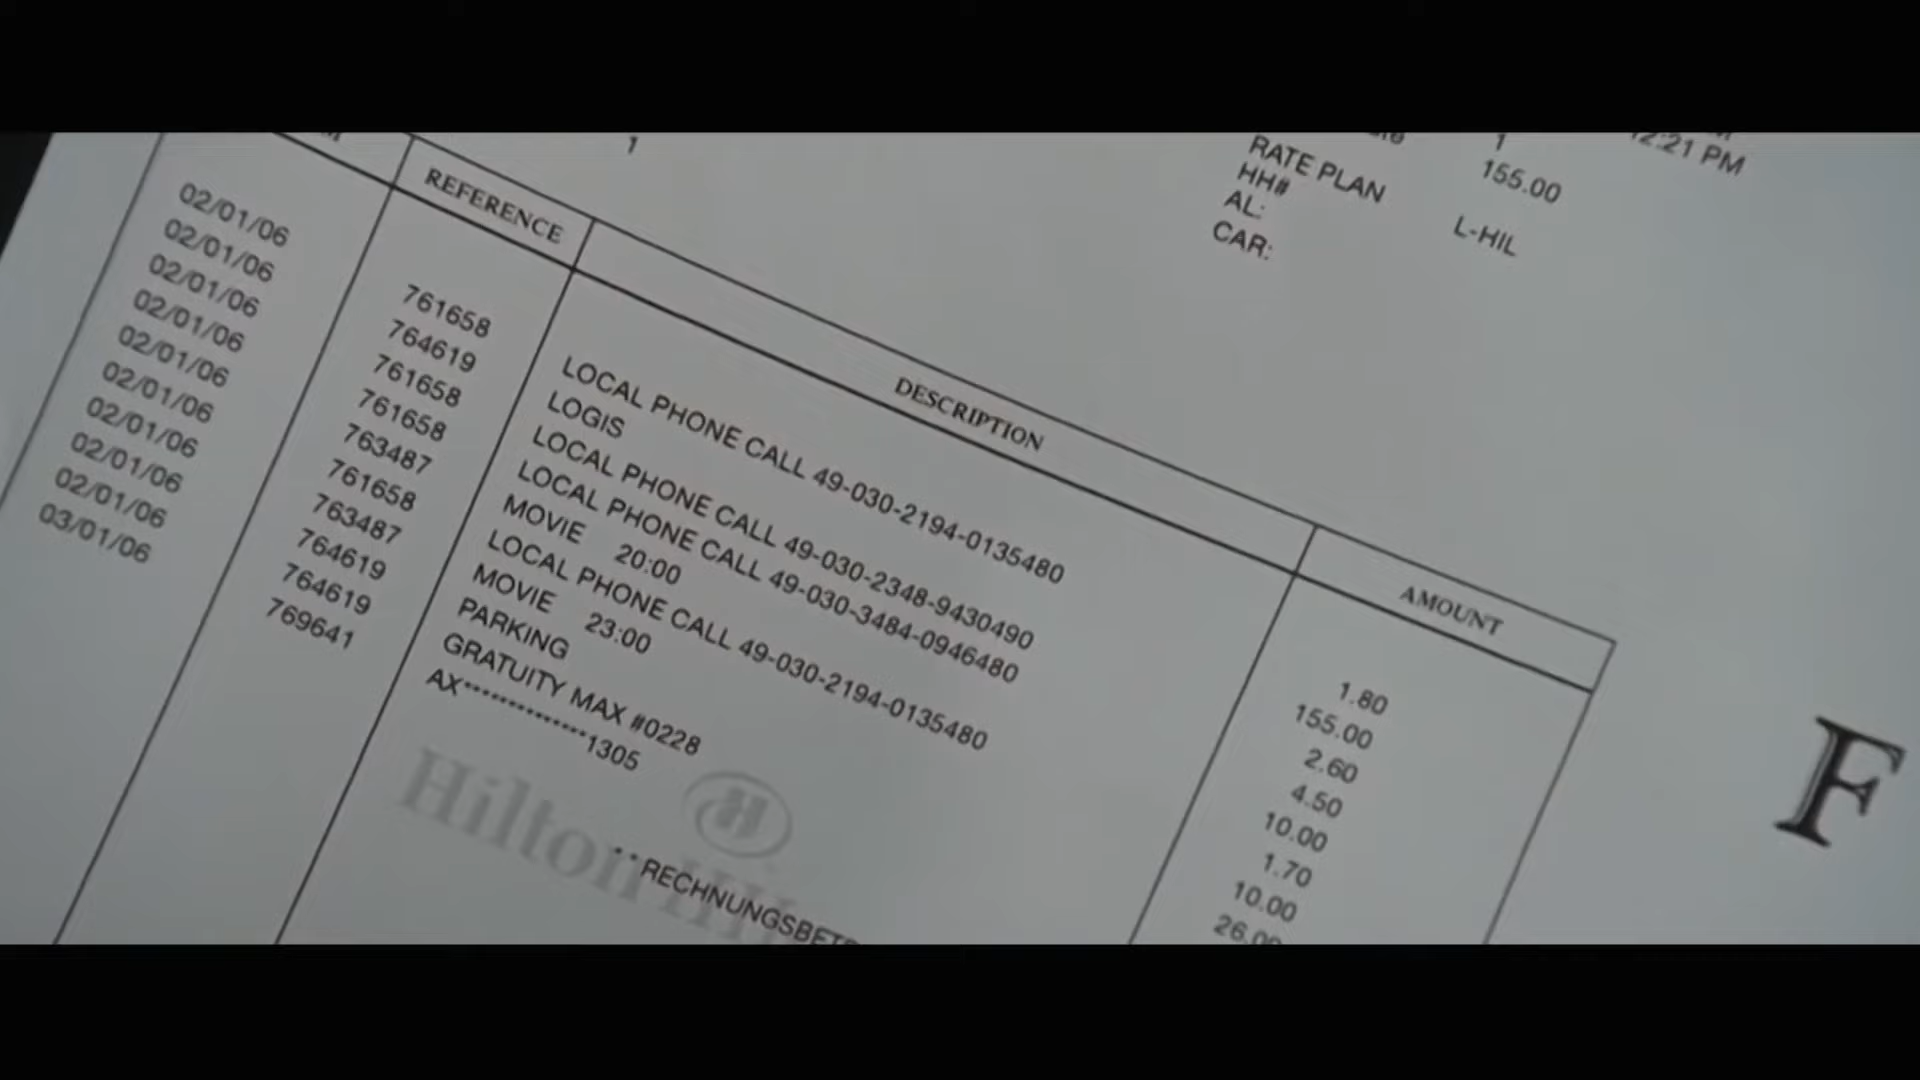 12:21 PM
1
1
RATE PLAN 155.00
HH#
AL: L-HIL
CAR:
REFERENCE DESCRIPTION AMOUNT
02/01/06 761658 LOCAL PHONE CALL 49-030-2194-0135480 1.80
02/01/06 764619 LOGIS 155.00
02/01/06 761658 LOCAL PHONE CALL 49-030-2348-9430490 2.60
02/01/06 761658 LOCAL PHONE CALL 49-030-3484-0946480 4.50
02/01/06 763487 MOVIE 20:00 10.00
02/01/06 761658 LOCAL PHONE CALL 49-030-2194-0135480 1.70
02/01/06 763487 MOVIE 23:00 10.00
02/01/06 764619 PARKING 26.00
02/01/06 764619 GRATUITY MAX #0228
03/01/06 769641 AX**************1305
Hilton
**RECHNUNGSBETR
F